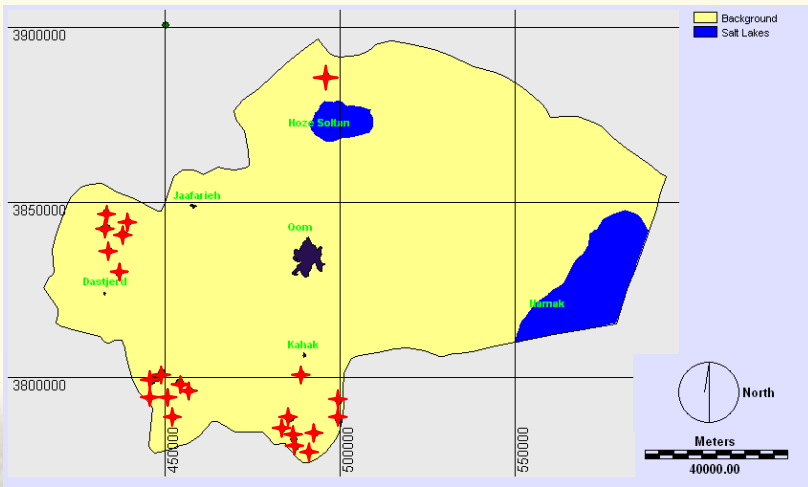 3900000
Background
Salt Lakes
Hoze Soltan
3850000
Jaafarieh
Qom
Dastjerd
Namak
Kahak
3800000
450000
500000
550000
North
Meters
40000.00